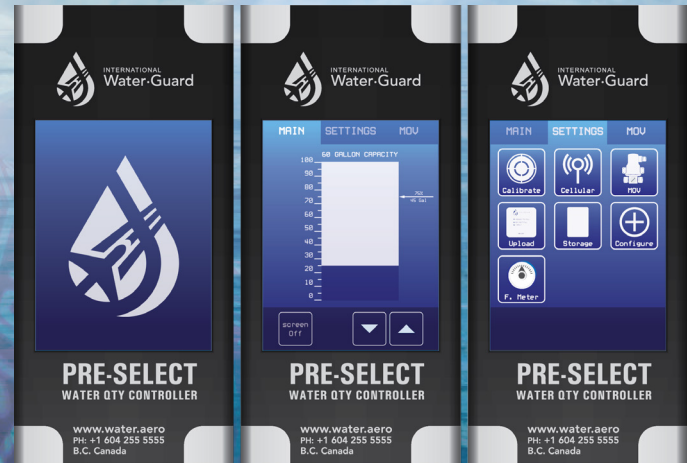 INTERNATIONAL
Water·Guard
PRE-SELECT
WATER QTY CONTROLLER
www.water.aero
PH: +1 604 255 5555
B.C. Canada
INTERNATIONAL
Water·Guard
MAIN SETTINGS MOV
60 GALLON CAPACITY
100
90
80
70
60
50
40
30
20
10
0
75%
45 Gal
screen
Off
PRE-SELECT
WATER QTY CONTROLLER
www.water.aero
PH: +1 604 255 5555
B.C. Canada
INTERNATIONAL
Water·Guard
MAIN SETTINGS MOV
Calibrate Cellular MOV
Upload Storage Configure
F. Meter
PRE-SELECT
WATER QTY CONTROLLER
www.water.aero
PH: +1 604 255 5555
B.C. Canada